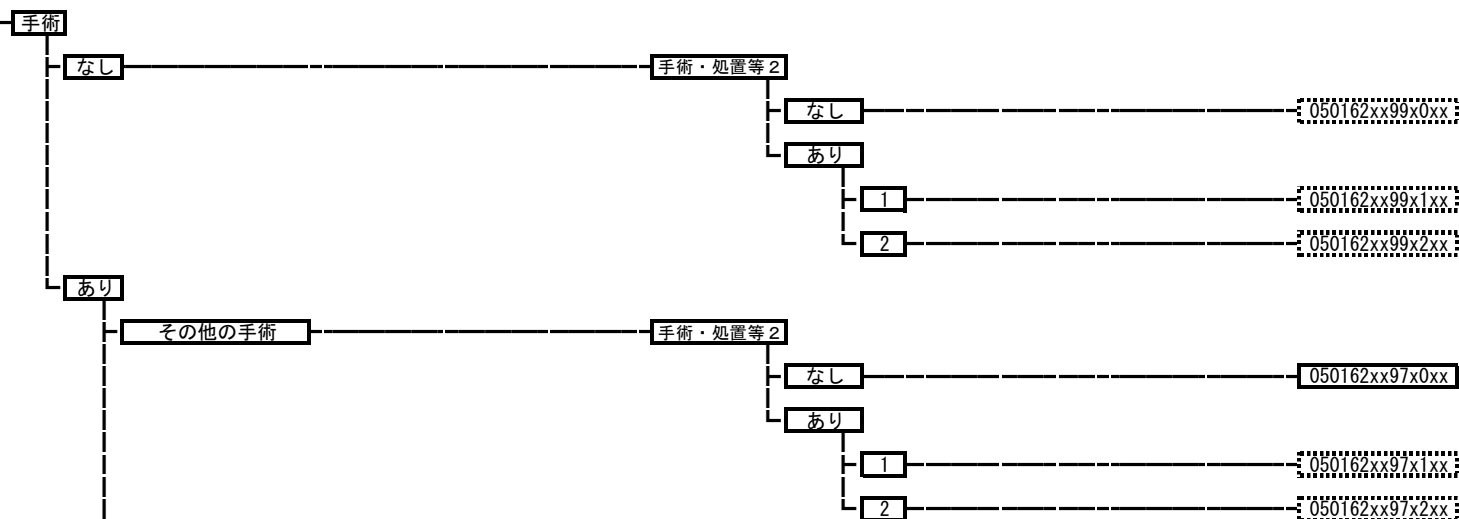 手術
なし
手術・処置等2
なし
050162xx99x0xx
あり
1
050162xx99x1xx
2
050162xx99x2xx
あり
その他の手術
手術・処置等2
なし
050162xx97x0xx
あり
1
050162xx97x1xx
2
050162xx97x2xx